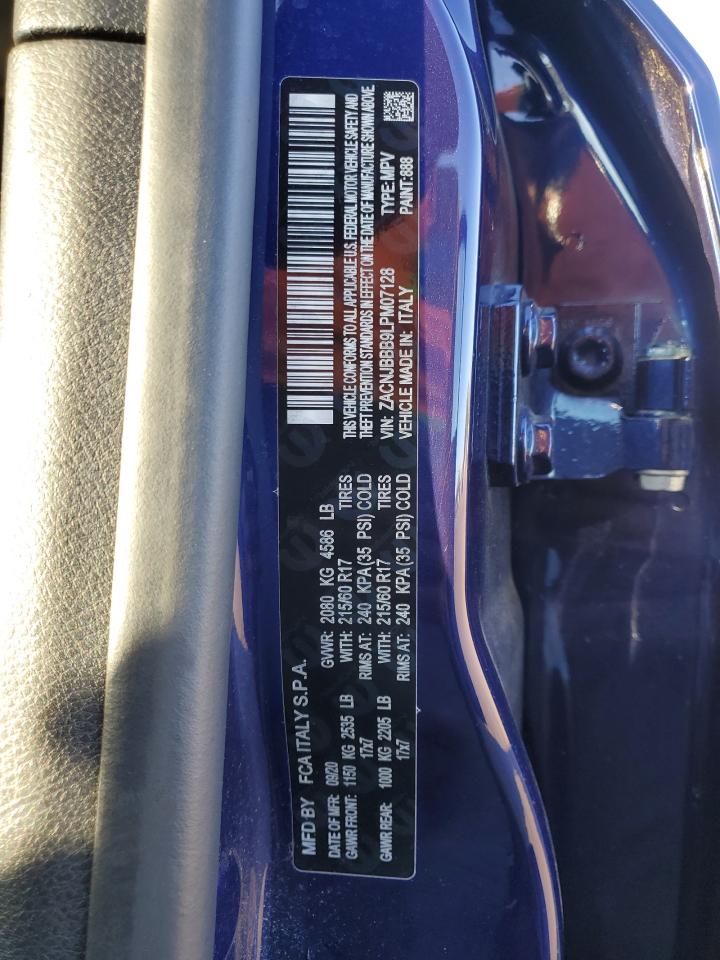 MFD BY FCA ITALY S.P.A.
DATE OF MFR: 09/20 GVWR: 2080 KG 4586 LB
GAWR FRONT: 1150 KG 2535 LB WITH: 215/60 R17 TIRES
17x7 RIMS AT: 240 KPA (35 PSI) COLD
GAWR REAR: 1000 KG 2205 LB WITH: 215/60 R17 TIRES
17x7 RIMS AT: 240 KPA (35 PSI) COLD
THIS VEHICLE CONFORMS TO ALL APPLICABLE U.S. FEDERAL MOTOR VEHICLE SAFETY AND
THEFT PREVENTION STANDARDS IN EFFECT ON THE DATE OF MANUFACTURE SHOWN ABOVE.
VIN: ZACNJBBB9LPM07128 TYPE: MPV
VEHICLE MADE IN: ITALY PAINT: 888